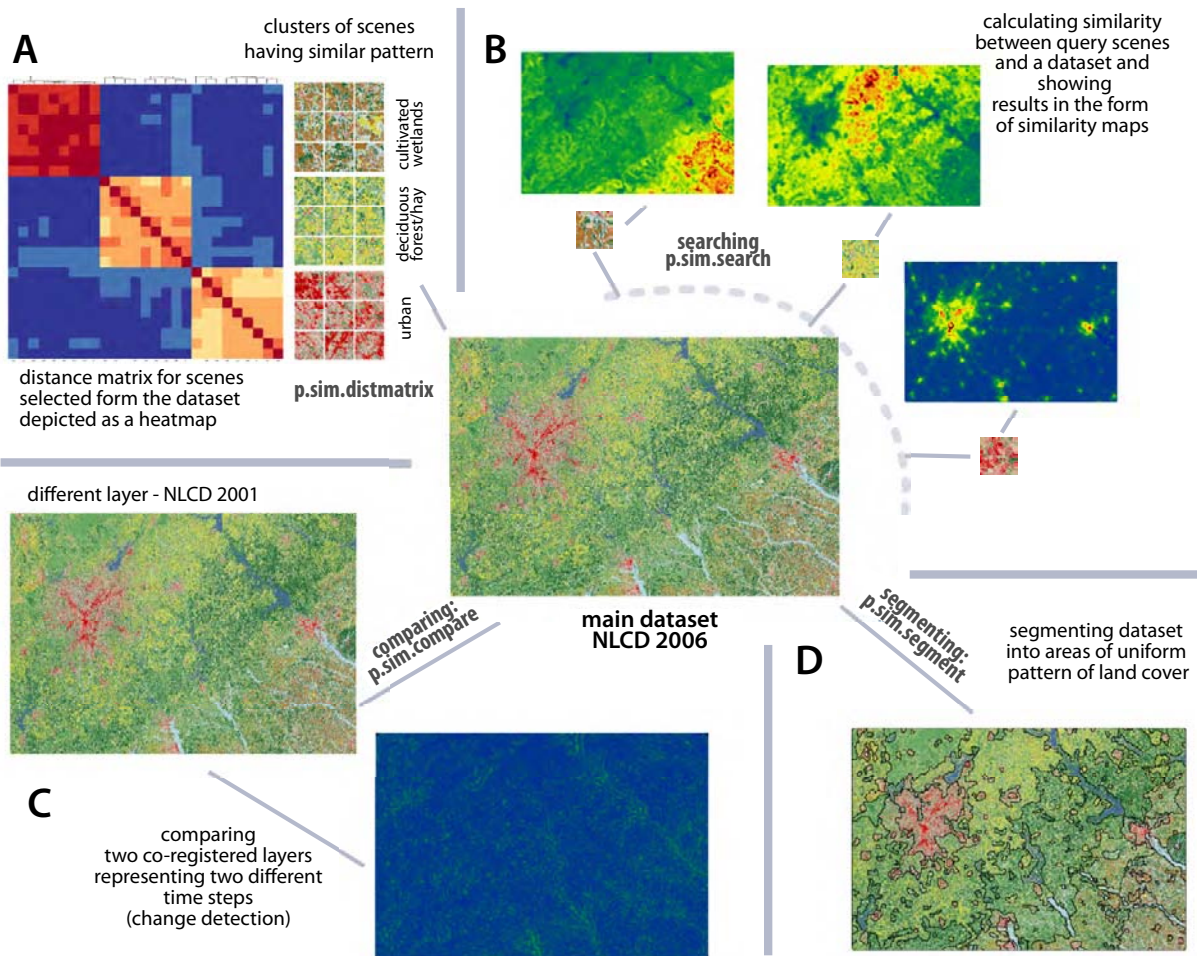 A
clusters of scenes
having similar pattern
cultivated
wetlands
deciduous
forest/hay
urban
distance matrix for scenes
selected form the dataset
depicted as a heatmap
p.sim.distmatrix
B
calculating similarity
between query scenes
and a dataset and
showing
results in the form
of similarity maps
searching
p.sim.search
different layer - NLCD 2001
comparing:
p.sim.compare
main dataset
NLCD 2006
segmenting:
p.sim.segment
C
comparing
two co-registered layers
representing two different
time steps
(change detection)
D
segmenting dataset
into areas of uniform
pattern of land cover